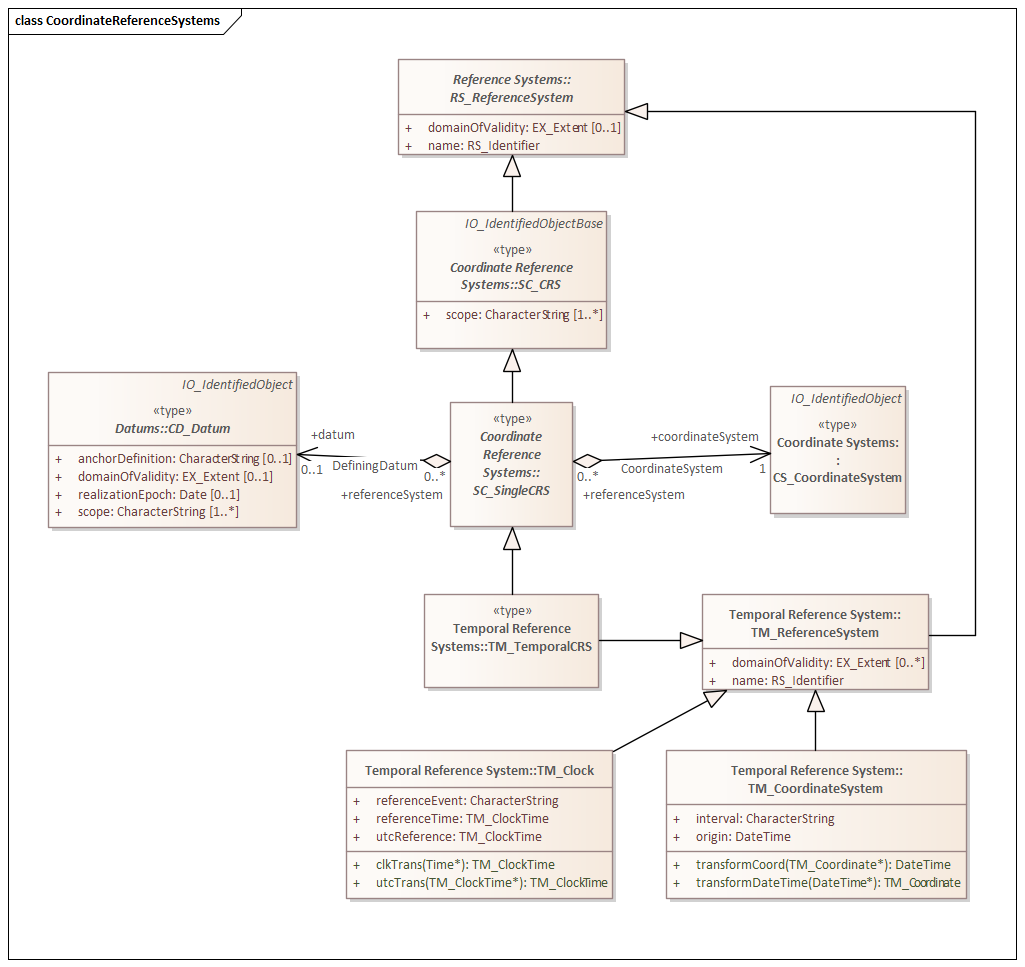 class CoordinateReferenceSystems
Reference Systems::
RS_ReferenceSystem
+ domainOfValidity: EX_Extent [0..1]
+ name: RS_Identifier
IO_IdentifiedObjectBase
«type»
Coordinate Reference
Systems::SC_CRS
+ scope: CharacterString [1..*]
IO_IdentifiedObject
«type»
Datums::CD_Datum
+ anchorDefinition: CharacterString [0..1]
+ domainOfValidity: EX_Extent [0..1]
+ realizationEpoch: Date [0..1]
+ scope: CharacterString [1..*]
+datum
0..1
DefiningDatum
0..*
+referenceSystem
«type»
Coordinate
Reference
Systems::
SC_SingleCRS
+coordinateSystem
CoordinateSystem
1
0..*
+referenceSystem
IO_IdentifiedObject
«type»
Coordinate Systems:
:
CS_CoordinateSystem
«type»
Temporal Reference
Systems::TM_TemporalCRS
Temporal Reference System::
TM_ReferenceSystem
+ domainOfValidity: EX_Extent [0..*]
+ name: RS_Identifier
Temporal Reference System::TM_Clock
+ referenceEvent: CharacterString
+ referenceTime: TM_ClockTime
+ utcReference: TM_ClockTime
+ clkTrans(Time*): TM_ClockTime
+ utcTrans(TM_ClockTime*): TM_ClockTime
Temporal Reference System::
TM_CoordinateSystem
+ interval: CharacterString
+ origin: DateTime
+ transformCoord(TM_Coordinate*): DateTime
+ transformDateTime(DateTime*): TM_Coordinate